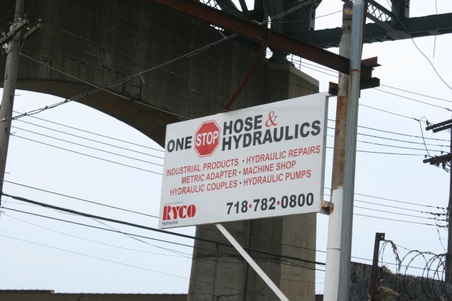 ONE STOP HOSE &
HYDRAULICS
INDUSTRIAL PRODUCTS • HYDRAULIC REPAIRS
METRIC ADAPTER • MACHINE SHOP
HYDRAULIC COUPLES • HYDRAULIC PUMPS
RYCO
718•782•0800